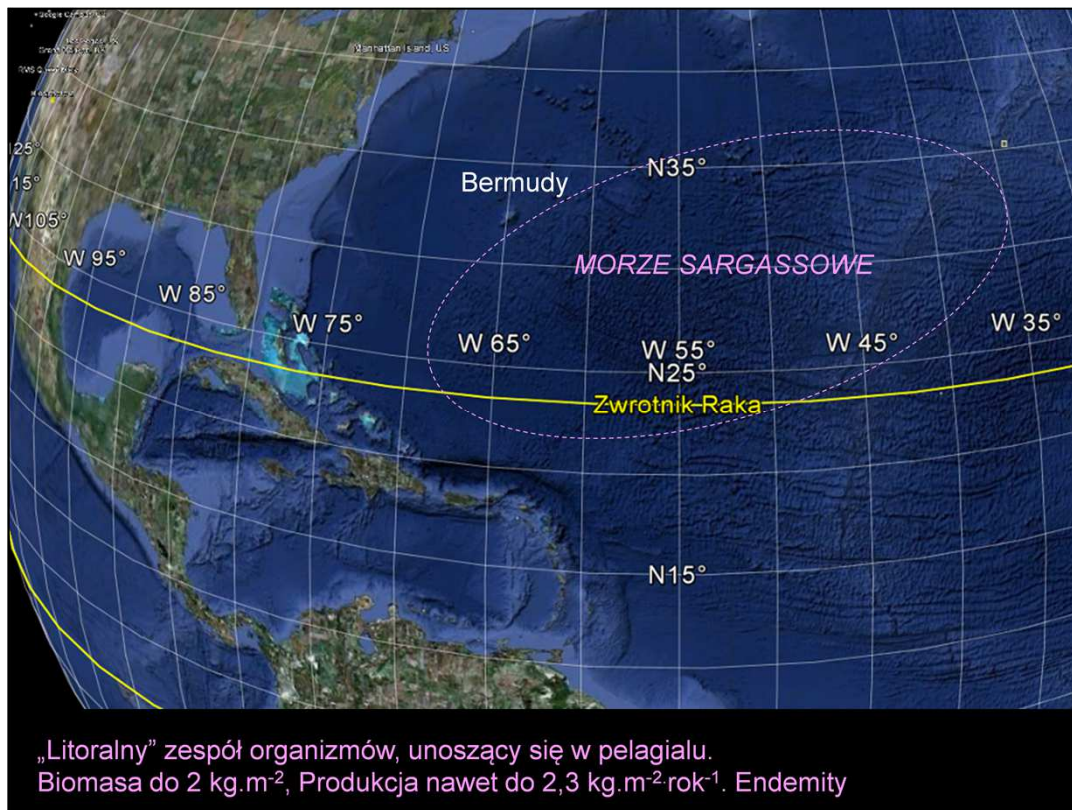 Manhattan Island, US
N35°
Bermudy
25°
15°
W105°
MORZE SARGASSOWE
W 95°
W 85°
W 75°
W 65°
W 55°
W 45°
W 35°
N25°
Zwrotnik Raka
N15°
„Litoralny” zespół organizmów, unoszący się w pelagialu.
Biomasa do 2 kg.m⁻², Produkcja nawet do 2,3 kg.m⁻²·rok⁻¹. Endemity